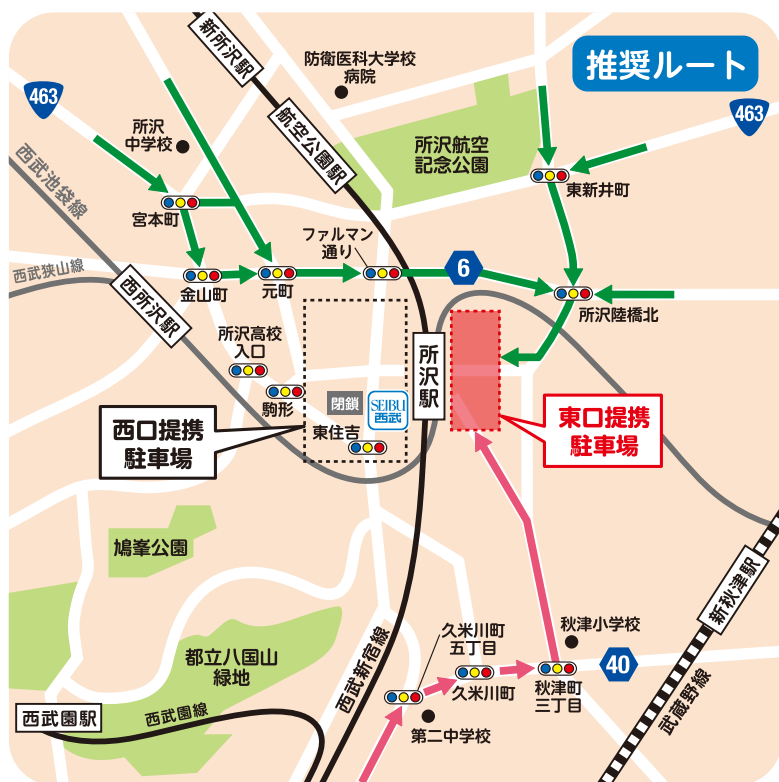 推奨ルート
新所沢駅
防衛医科大学校
病院
463
463
所沢
中学校
航空公園駅
所沢航空
記念公園
西武池袋線
東新井町
宮本町
ファルマン
通り
6
西武狭山線
金山町
元町
所沢陸橋北
西所沢駅
所沢高校
入口
所沢駅
駒形
閉鎖
SEIBU
西武
東住吉
西口提携
駐車場
東口提携
駐車場
鳩峯公園
新秋津駅
都立八国山
緑地
西武新宿線
久米川町
五丁目
秋津小学校
40
久米川町
秋津町
三丁目
西武園駅
西武園線
第二中学校
武蔵野線